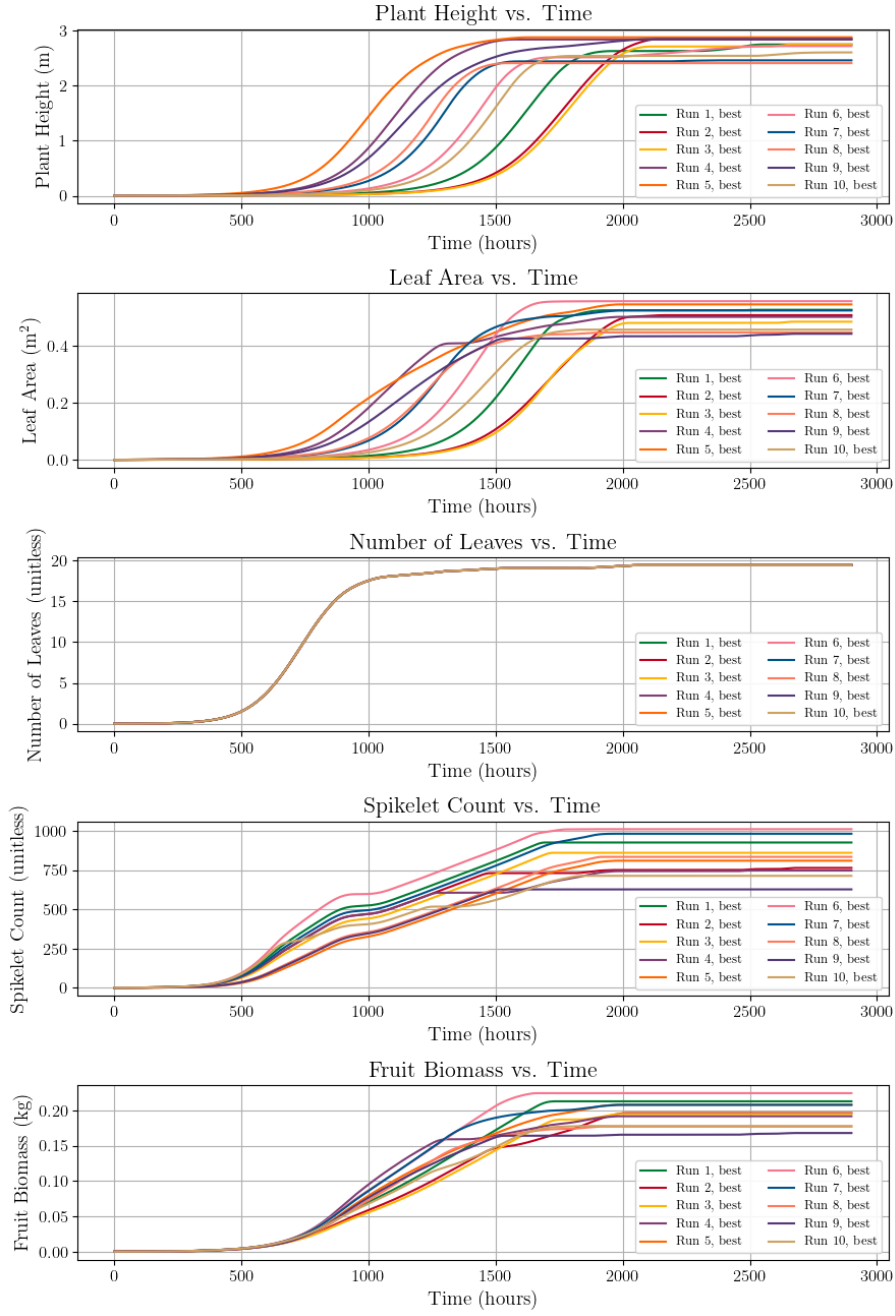 Plant Height vs. Time
Plant Height (m)
3
2
1
0
Run 1, best
Run 2, best
Run 3, best
Run 4, best
Run 5, best
Run 6, best
Run 7, best
Run 8, best
Run 9, best
Run 10, best
0 500 1000 1500 2000 2500 3000
Time (hours)
Leaf Area vs. Time
Leaf Area (m²)
0.4
0.2
0.0
Run 1, best
Run 2, best
Run 3, best
Run 4, best
Run 5, best
Run 6, best
Run 7, best
Run 8, best
Run 9, best
Run 10, best
0 500 1000 1500 2000 2500 3000
Time (hours)
Number of Leaves vs. Time
Number of Leaves (unitless)
20
15
10
5
0
Run 1, best
Run 2, best
Run 3, best
Run 4, best
Run 5, best
Run 6, best
Run 7, best
Run 8, best
Run 9, best
Run 10, best
0 500 1000 1500 2000 2500 3000
Time (hours)
Spikelet Count vs. Time
Spikelet Count (unitless)
1000
750
500
250
0
Run 1, best
Run 2, best
Run 3, best
Run 4, best
Run 5, best
Run 6, best
Run 7, best
Run 8, best
Run 9, best
Run 10, best
0 500 1000 1500 2000 2500 3000
Time (hours)
Fruit Biomass vs. Time
Fruit Biomass (kg)
0.20
0.15
0.10
0.05
0.00
Run 1, best
Run 2, best
Run 3, best
Run 4, best
Run 5, best
Run 6, best
Run 7, best
Run 8, best
Run 9, best
Run 10, best
0 500 1000 1500 2000 2500 3000
Time (hours)